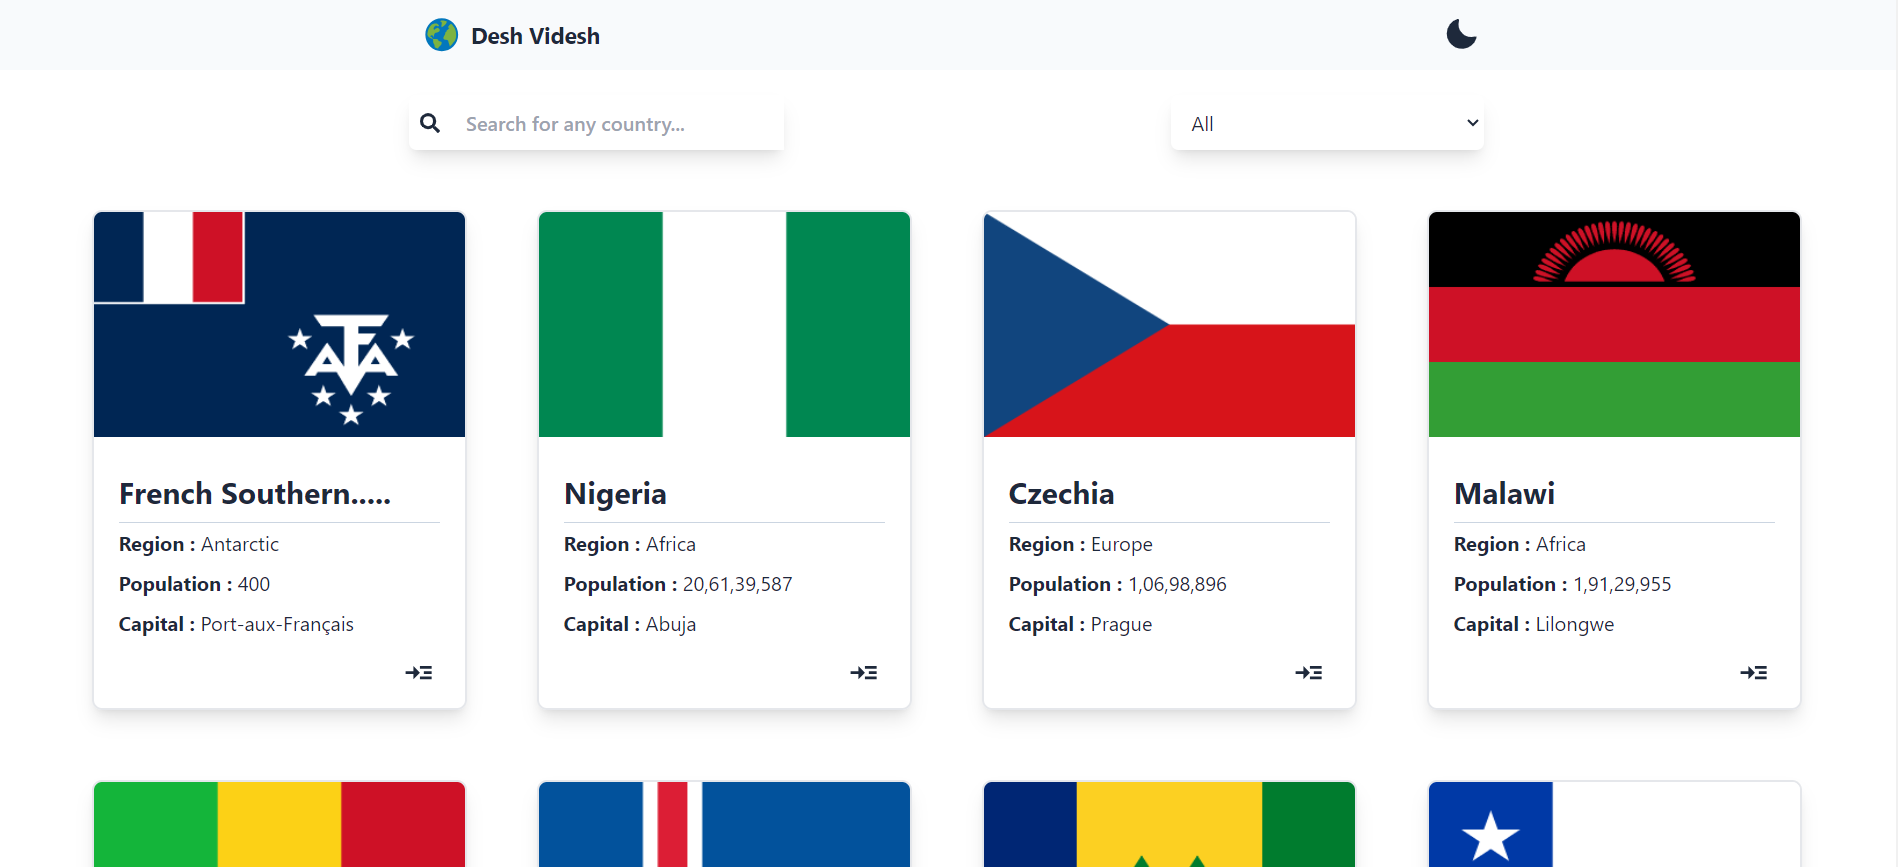 Desh Videsh
Search for any country...
All
French Southern.....
Region : Antarctic
Population : 400
Capital : Port-aux-Français
Nigeria
Region : Africa
Population : 20,61,39,587
Capital : Abuja
Czechia
Region : Europe
Population : 1,06,98,896
Capital : Prague
Malawi
Region : Africa
Population : 1,91,29,955
Capital : Lilongwe